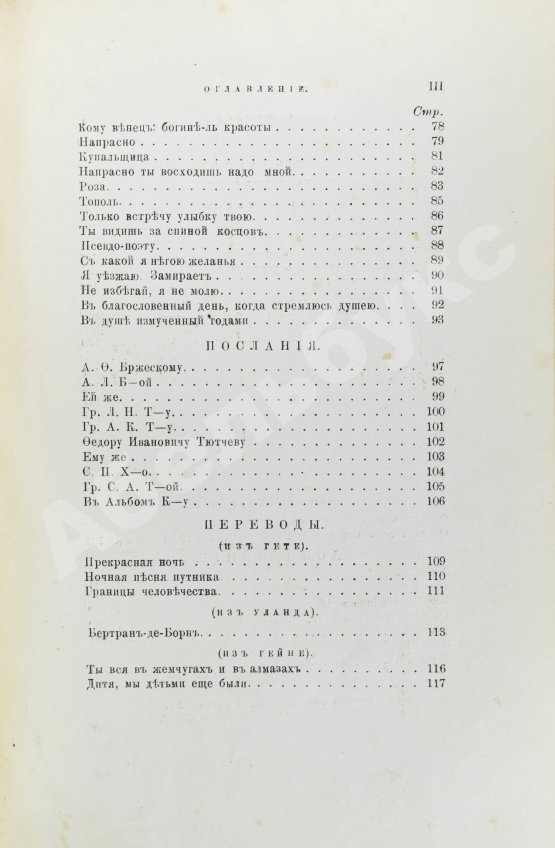 ОГЛАВЛЕНІЕ. III
Стр.
Кому вѣнец: богинѣ-ль красоты . . . . . . . . . . . . 78
Напрасно . . . . . . . . . . . . . . . . . . . . 79
Купальщица . . . . . . . . . . . . . . . . . . . 81
Напрасно ты восходишь надо мной. . . . . . . . . . . 82
Роза. . . . . . . . . . . . . . . . . . . . . . 83
Тополь. . . . . . . . . . . . . . . . . . . . . 85
Только встрѣчу улыбку твою. . . . . . . . . . . . . 86
Ты видишь за спиной косцовъ. . . . . . . . . . . . . 87
Псевдо-поэту . . . . . . . . . . . . . . . . . . . 88
Съ какой я нѣгою желанья . . . . . . . . . . . . . . 89
Я уѣзжаю. Замираетъ . . . . . . . . . . . . . . . . 90
Не избѣгай, я не молю. . . . . . . . . . . . . . . . 91
Въ благословенный день, когда стремлюсь душею. . . . 92
Въ душѣ измученный годами . . . . . . . . . . . . . 93
ПОСЛАНІЯ.
А. Ѳ. Бржескому. . . . . . . . . . . . . . . . . . 97
А. Л. Б—ой . . . . . . . . . . . . . . . . . . . 98
Ей же. . . . . . . . . . . . . . . . . . . . . . 99
Гр. Л. Н. Т—у. . . . . . . . . . . . . . . . . . . 100
Гр. А. К. Т—у. . . . . . . . . . . . . . . . . . . 101
Ѳедору Ивановичу Тютчеву . . . . . . . . . . . . . . 102
Ему же . . . . . . . . . . . . . . . . . . . . . 103
С. П. Х—о. . . . . . . . . . . . . . . . . . . . 104
Гр. С. А. Т—ой. . . . . . . . . . . . . . . . . . 105
Въ Альбомъ К—у . . . . . . . . . . . . . . . . . . 106
ПЕРЕВОДЫ.
(ИЗЪ ГЕТЕ).
Прекрасная ночь . . . . . . . . . . . . . . . . . . 109
Ночная пѣсня путника. . . . . . . . . . . . . . . . 110
Границы человѣчества. . . . . . . . . . . . . . . . 111
(ИЗЪ УЛАНДА).
Бертранъ-де-Борнъ. . . . . . . . . . . . . . . . . 113
(ИЗЪ ГЕЙНЕ).
Ты вся въ жемчугахъ и въ алмазахъ . . . . . . . . . . 116
Дитя, мы дѣтьми еще были. . . . . . . . . . . . . . 117